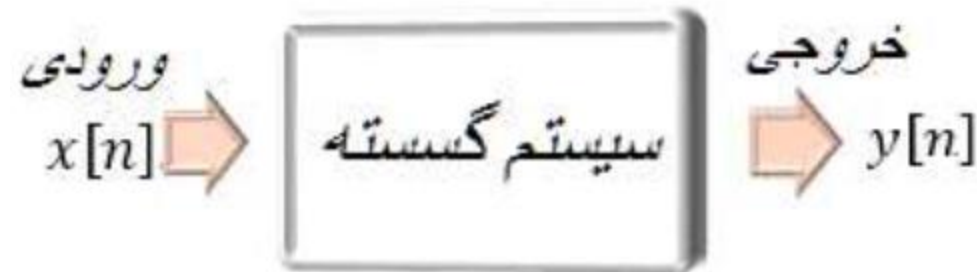 ورودی
x[n]
سیستم گسسته
خروجی
y[n]